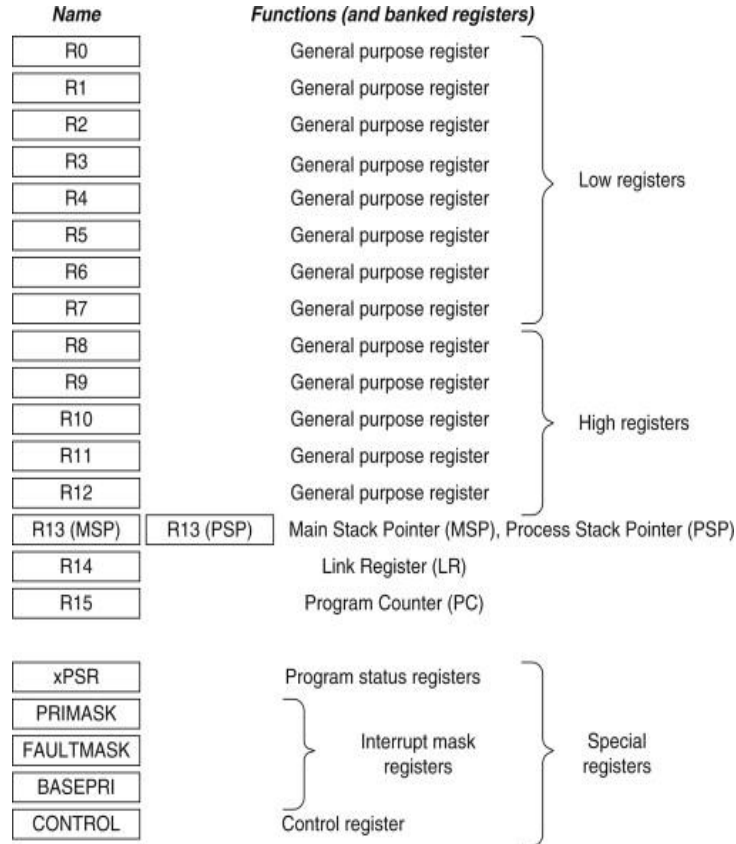 Name Functions (and banked registers)
R0 General purpose register
R1 General purpose register
R2 General purpose register
R3 General purpose register
Low registers
R4 General purpose register
R5 General purpose register
R6 General purpose register
R7 General purpose register
R8 General purpose register
R9 General purpose register
R10 General purpose register
High registers
R11 General purpose register
R12 General purpose register
R13 (MSP) R13 (PSP) Main Stack Pointer (MSP), Process Stack Pointer (PSP)
R14 Link Register (LR)
R15 Program Counter (PC)
xPSR Program status registers
PRIMASK
FAULTMASK
Interrupt mask
registers
Special
registers
BASEPRI
CONTROL Control register